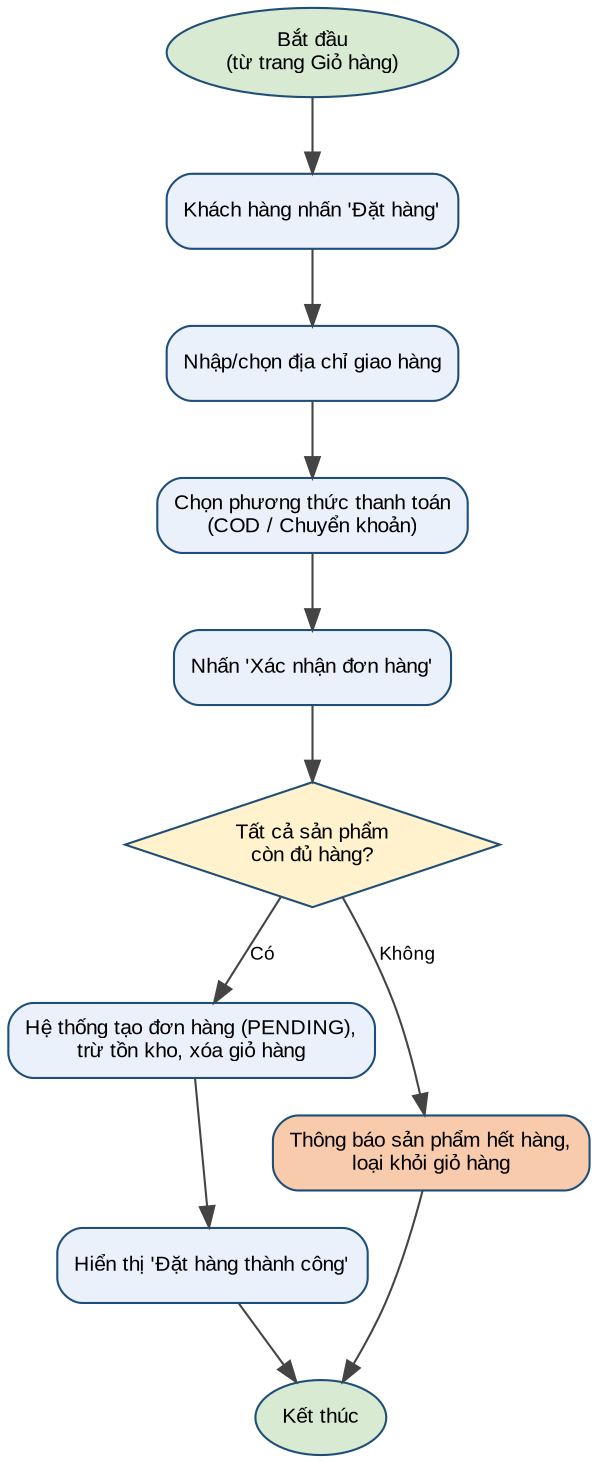 Bắt đầu
(từ trang Giỏ hàng)
Khách hàng nhấn 'Đặt hàng'
Nhập/chọn địa chỉ giao hàng
Chọn phương thức thanh toán
(COD / Chuyển khoản)
Nhấn 'Xác nhận đơn hàng'
Tất cả sản phẩm
còn đủ hàng?
Có
Không
Hệ thống tạo đơn hàng (PENDING),
trừ tồn kho, xóa giỏ hàng
Thông báo sản phẩm hết hàng,
loại khỏi giỏ hàng
Hiển thị 'Đặt hàng thành công'
Kết thúc